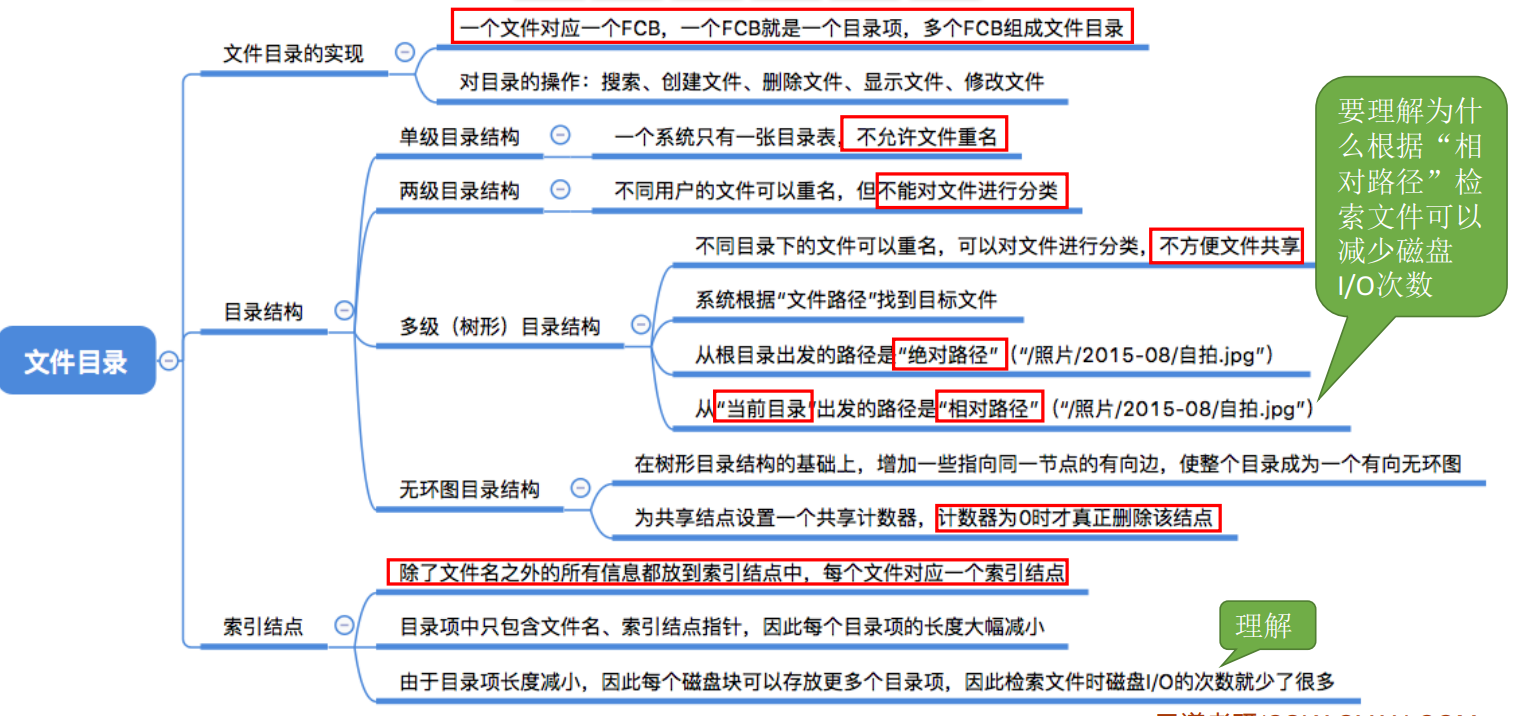 一个文件对应一个FCB，一个FCB就是一个目录项，多个FCB组成文件目录
文件目录的实现
对目录的操作：搜索、创建文件、删除文件、显示文件、修改文件
单级目录结构
一个系统只有一张目录表，不允许文件重名
两级目录结构
不同用户的文件可以重名，但不能对文件进行分类
不同目录下的文件可以重名，可以对文件进行分类，不方便文件共享
系统根据“文件路径”找到目标文件
目录结构
多级（树形）目录结构
从根目录出发的路径是“绝对路径”（“/照片/2015-08/自拍.jpg”）
从“当前目录”出发的路径是“相对路径”（“/照片/2015-08/自拍.jpg”）
要理解为什
么根据“相
对路径”检
索文件可以
减少磁盘
I/O次数
文件目录
在树形目录结构的基础上，增加一些指向同一节点的有向边，使整个目录成为一个有向无环图
无环图目录结构
为共享结点设置一个共享计数器，计数器为0时才真正删除该结点
除了文件名之外的所有信息都放到索引结点中，每个文件对应一个索引结点
索引结点
目录项中只包含文件名、索引结点指针，因此每个目录项的长度大幅减小
理解
由于目录项长度减小，因此每个磁盘块可以存放更多个目录项，因此检索文件时磁盘I/O的次数就少了很多